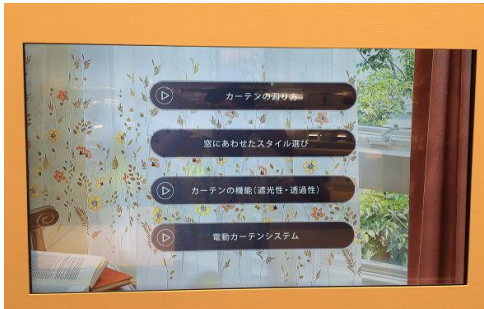 カーテンの測り方
窓にあわせたスタイル選び
カーテンの機能(遮光性・透過性)
電動カーテンシステム